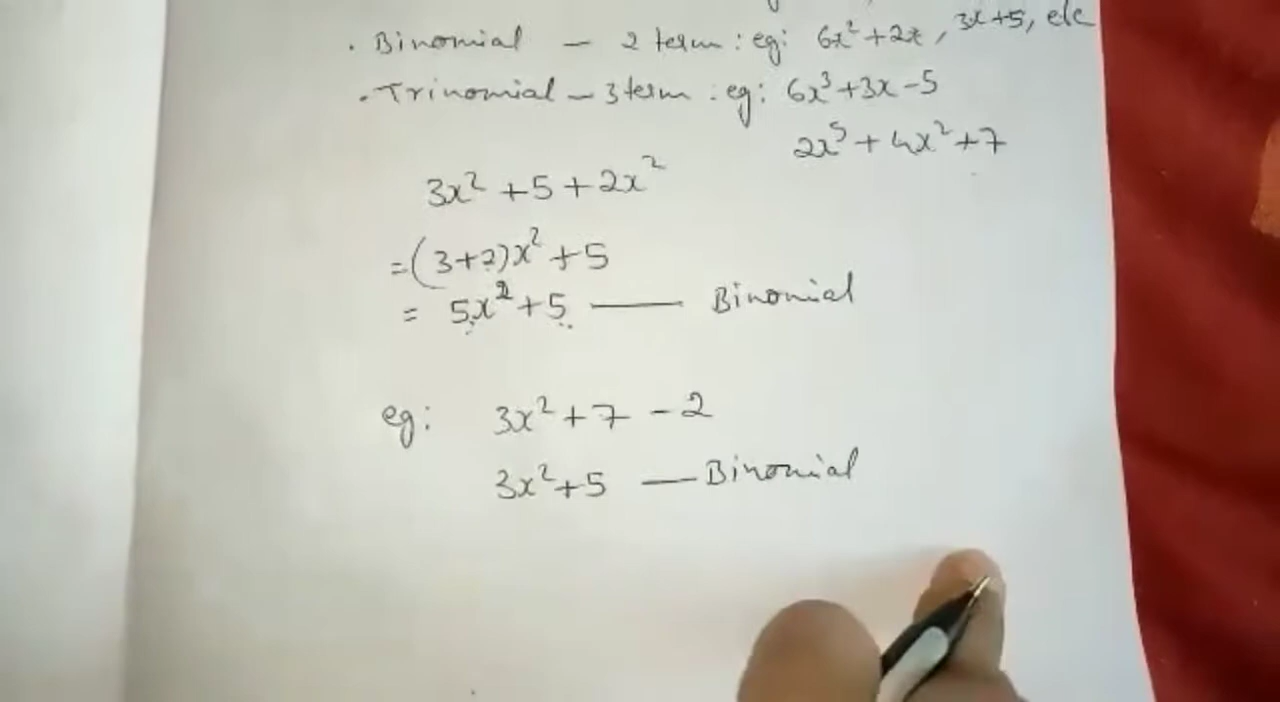 . Binomial — 2 term : eg: 6x² + 2x, 3x+5, etc
. Trinomial — 3 term : eg: 6x³ + 3x - 5
2x⁵ + 4x² + 7
3x² + 5 + 2x²
= (3+2)x² + 5
= 5x² + 5 —— Binomial
eg: 3x² + 7 - 2
3x² + 5 — Binomial